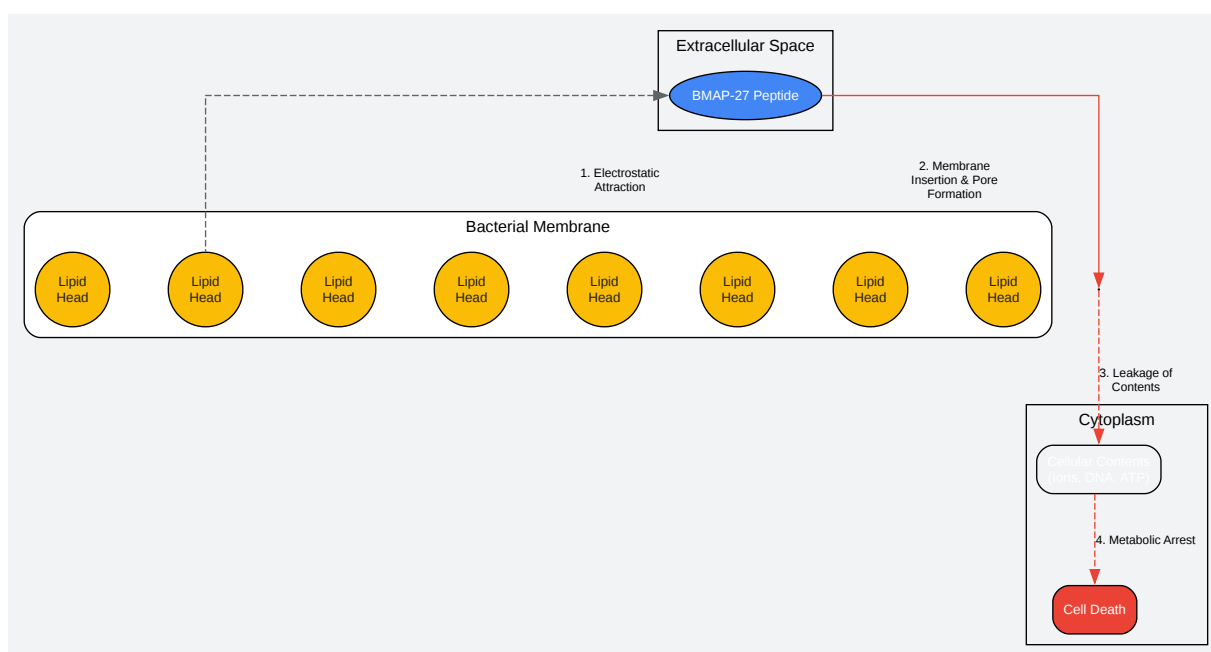 Extracellular Space
BMAP-27 Peptide
1. Electrostatic
Attraction
2. Membrane
Insertion & Pore
Formation
Bacterial Membrane
Lipid
Head
Lipid
Head
Lipid
Head
Lipid
Head
Lipid
Head
Lipid
Head
Lipid
Head
Lipid
Head
3. Leakage of
Contents
Cytoplasm
Cellular Contents
(Ions, DNA, ATP)
4. Metabolic Arrest
Cell Death